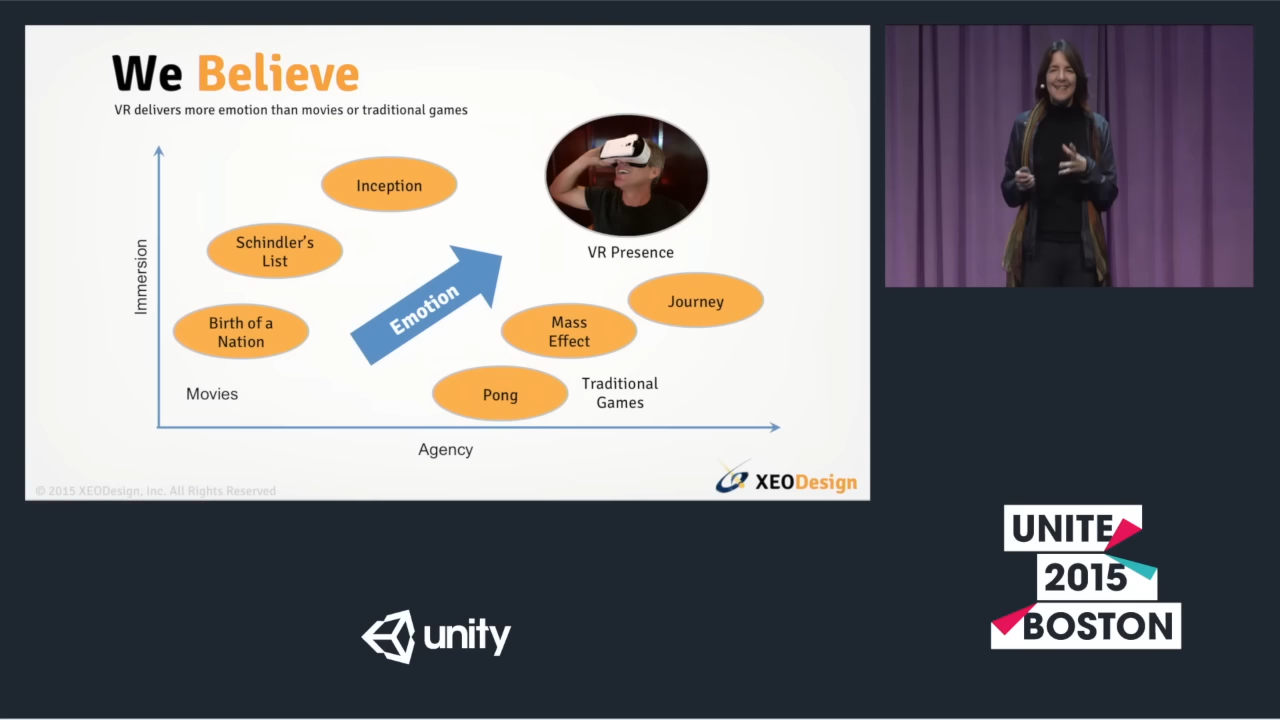 We Believe
VR delivers more emotion than movies or traditional games
Inception
Schindler's
List
VR Presence
Immersion
Emotion
Journey
Birth of a
Nation
Mass
Effect
Movies
Pong
Traditional
Games
Agency
© 2015 XEODesign, Inc. All Rights Reserved
XEODesign
UNITE
2015
BOSTON
unity